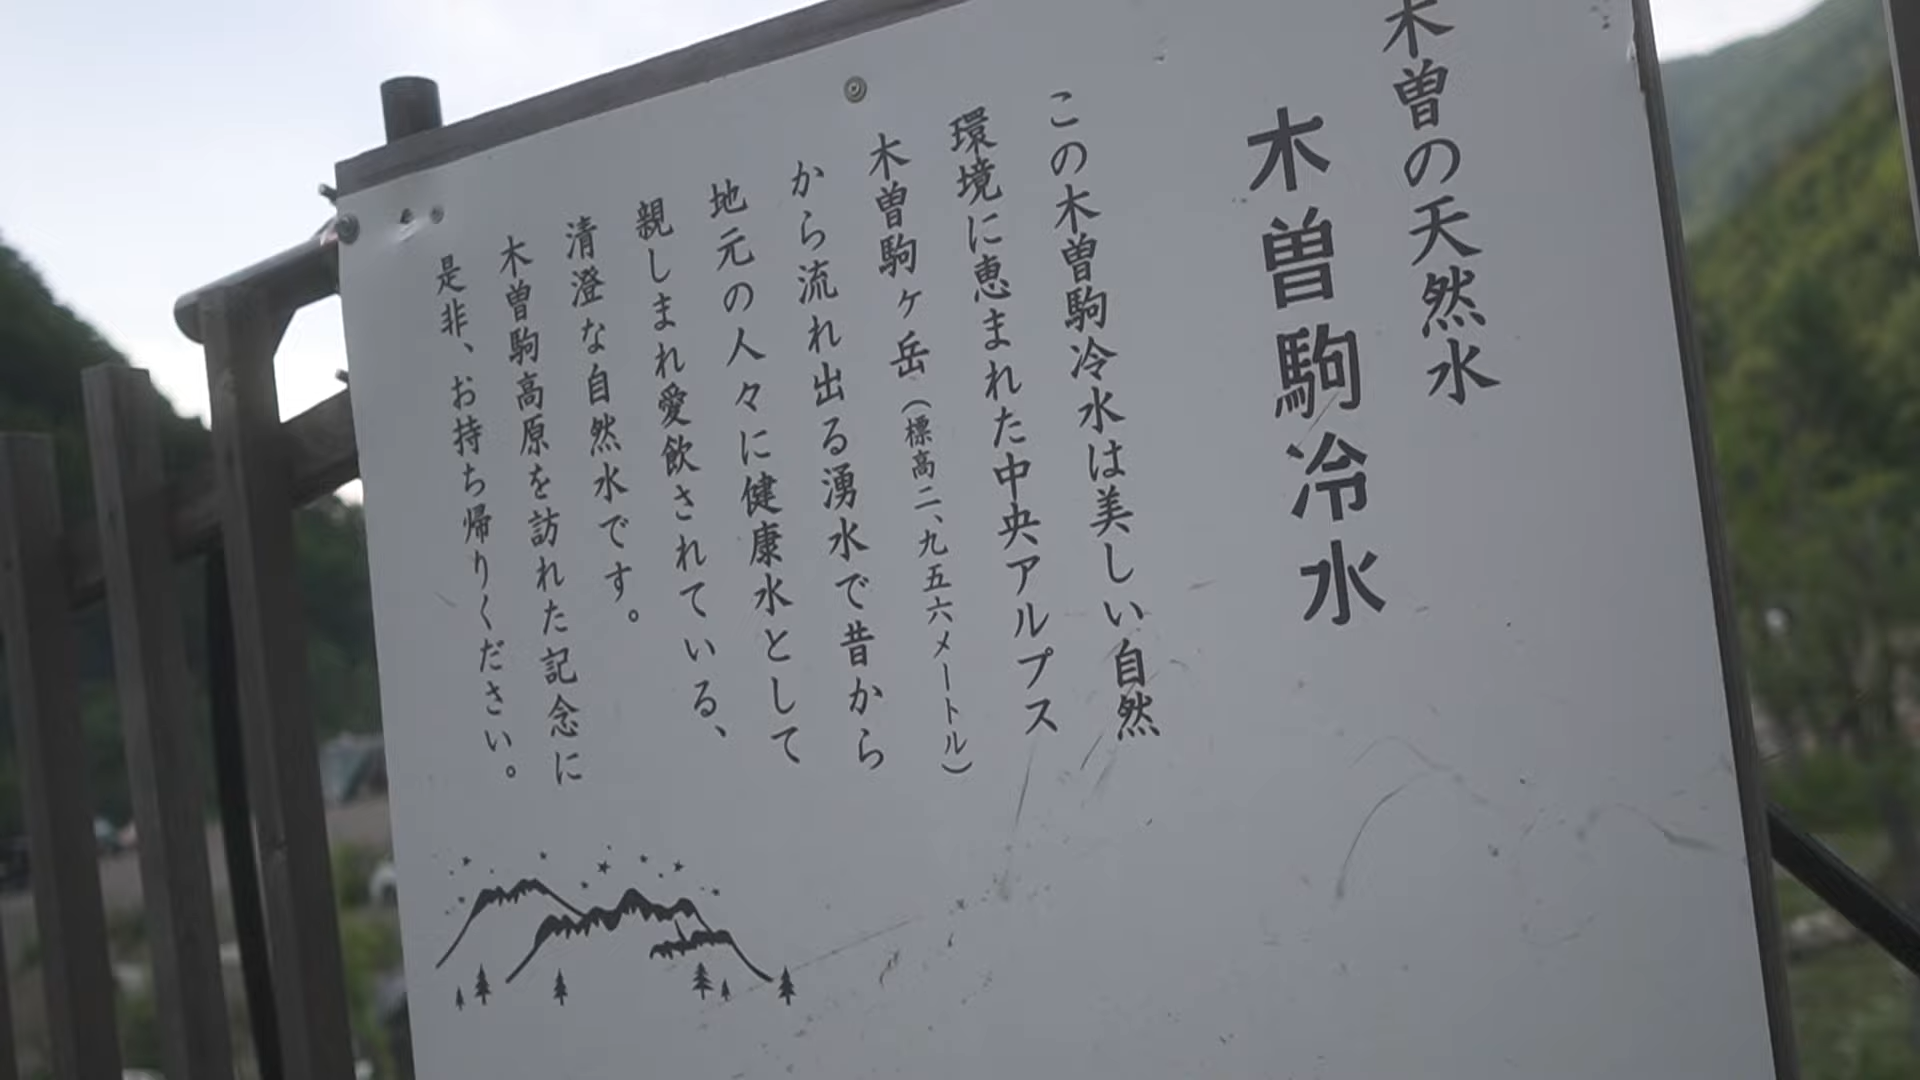 木曽の天然水
木曽駒冷水
この木曽駒冷水は美しい自然
環境に恵まれた中央アルプス
木曽駒ヶ岳（標高二、九五六メートル）
から流れ出る湧水で昔から
地元の人々に健康水として
親しまれ愛飲されている、
清澄な自然水です。
木曽駒高原を訪れた記念に
是非、お持ち帰りください。